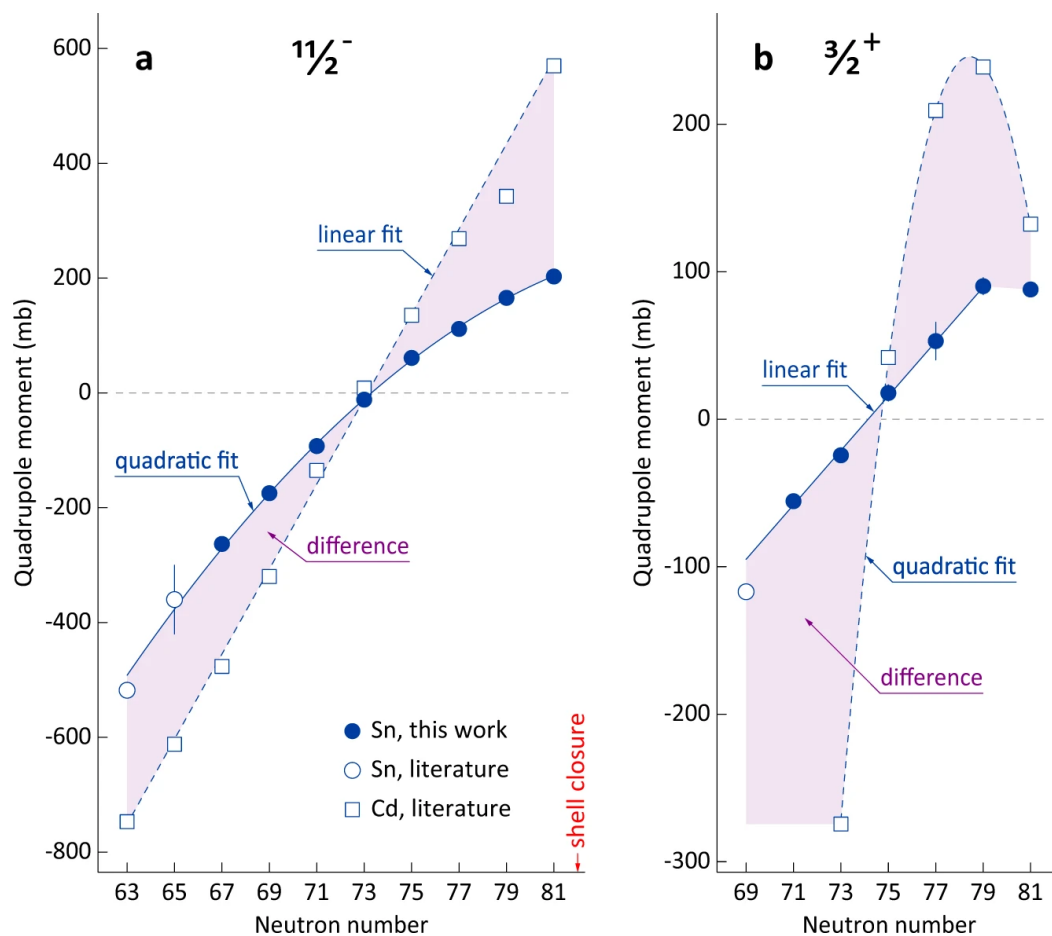 a
11/2-
600
400
200
0
-200
-400
-600
-800
Quadrupole moment (mb)
linear fit
quadratic fit
difference
Sn, this work
Sn, literature
Cd, literature
shell closure
63 65 67 69 71 73 75 77 79 81
Neutron number
b
3/2+
200
100
0
-100
-200
-300
Quadrupole moment (mb)
linear fit
quadratic fit
difference
69 71 73 75 77 79 81
Neutron number